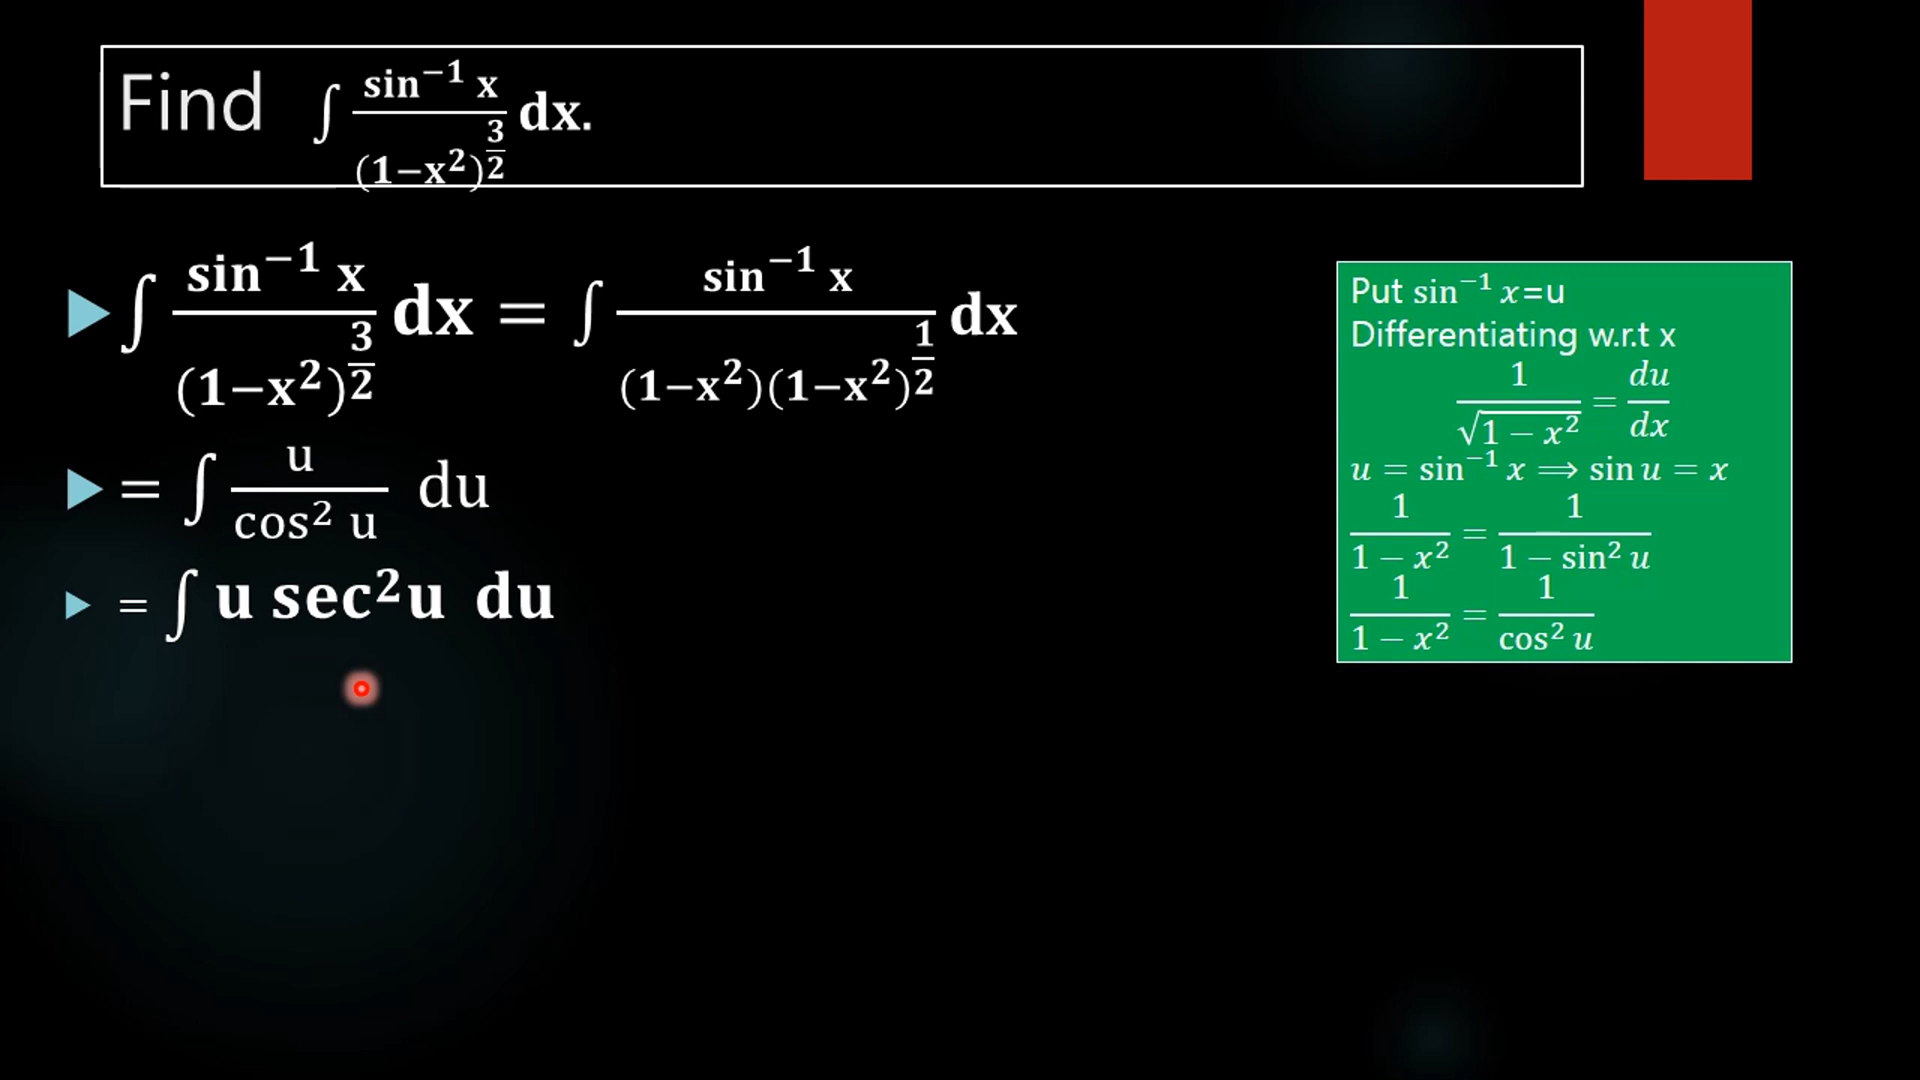 Find ∫ sin⁻¹ x / (1−x²)^(3/2) dx.
∫ sin⁻¹ x / (1−x²)^(3/2) dx = ∫ sin⁻¹ x / (1−x²)(1−x²)^(1/2) dx
= ∫ u / cos² u du
= ∫ u sec²u du
Put sin⁻¹ x=u
Differentiating w.r.t x
1 / √(1 − x²) = du / dx
u = sin⁻¹ x ⟹ sin u = x
1 / (1 − x²) = 1 / (1 − sin² u)
1 / (1 − x²) = 1 / cos² u